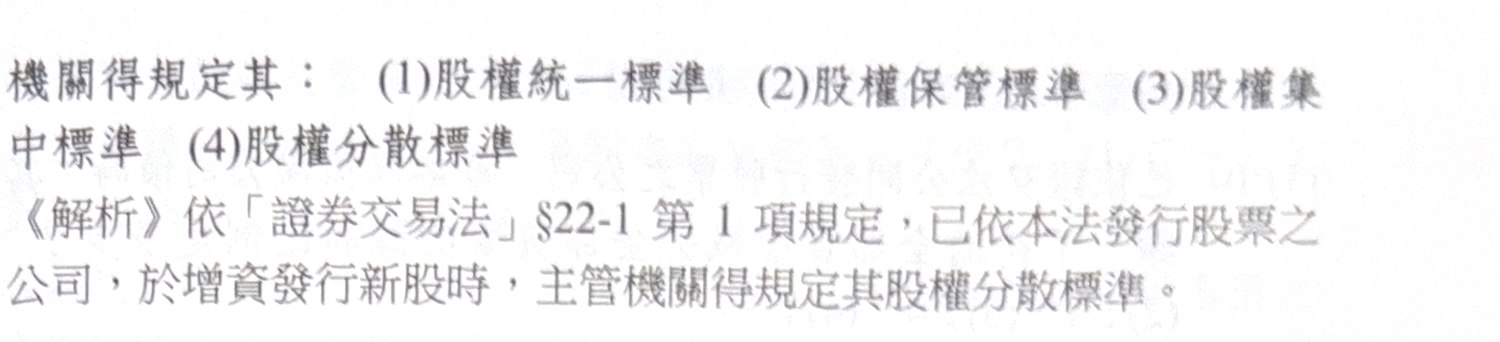 機關得規定其： (1)股權統一標準 (2)股權保管標準 (3)股權集
中標準 (4)股權分散標準
《解析》依「證券交易法」§22-1 第 1 項規定，已依本法發行股票之
公司，於增資發行新股時，主管機關得規定其股權分散標準。